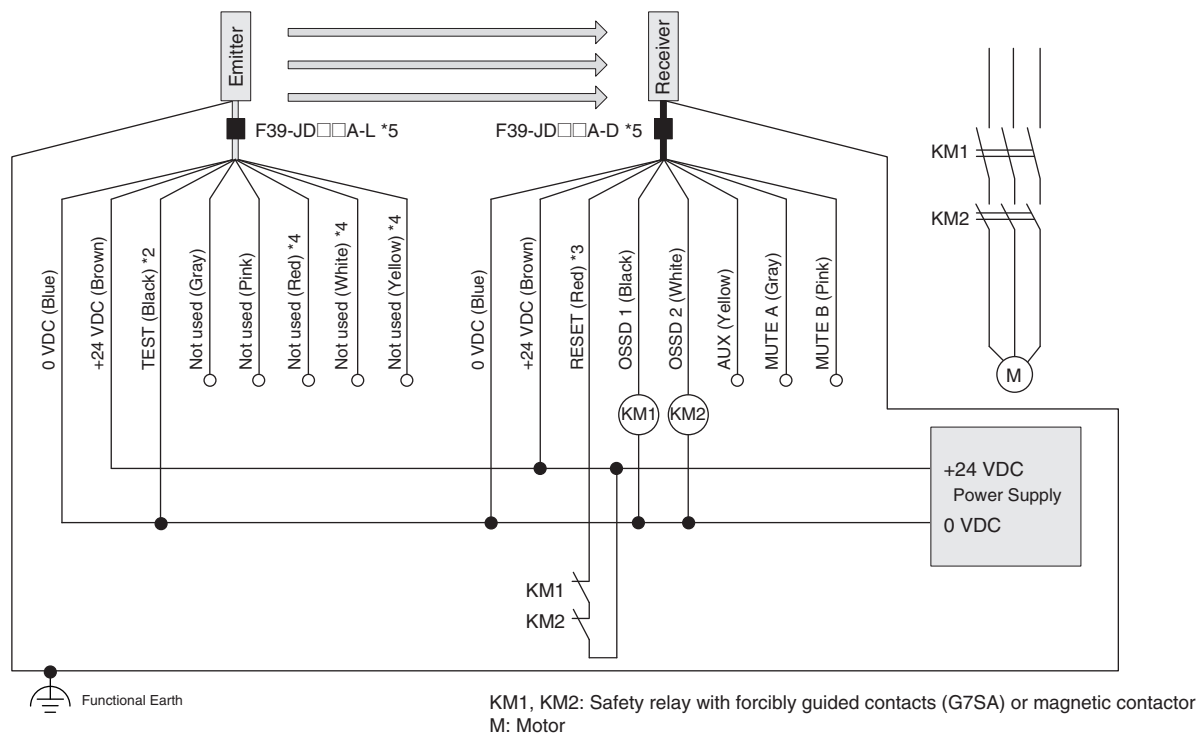 Emitter
Receiver
F39-JD□□A-L *5
F39-JD□□A-D *5
KM1
KM2
M
0 VDC (Blue)
+24 VDC (Brown)
TEST (Black) *2
Not used (Gray)
Not used (Pink)
Not used (Red) *4
Not used (White) *4
Not used (Yellow) *4
0 VDC (Blue)
+24 VDC (Brown)
RESET (Red) *3
OSSD 1 (Black)
OSSD 2 (White)
AUX (Yellow)
MUTE A (Gray)
MUTE B (Pink)
KM1
KM2
+24 VDC
Power Supply
0 VDC
KM1
KM2
Functional Earth
KM1, KM2: Safety relay with forcibly guided contacts (G7SA) or magnetic contactor
M: Motor